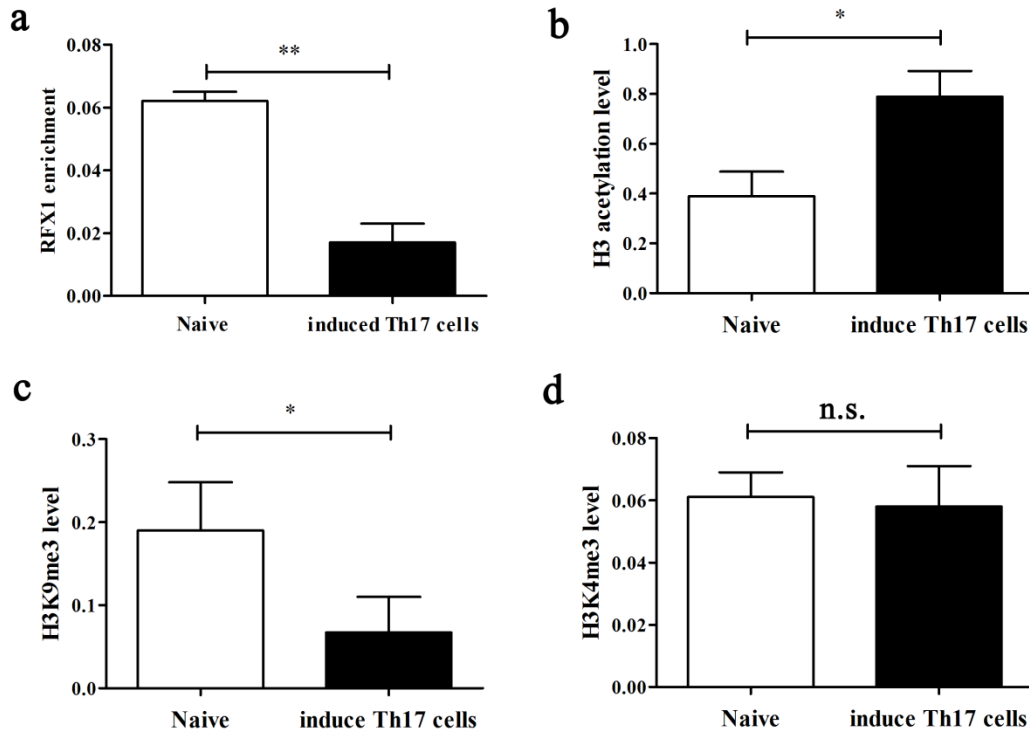 a
**
0.08
0.06
0.04
0.02
0.00
RFX1 enrichment
Naive
induced Th17 cells
b
*
1.0
0.8
0.6
0.4
0.2
0.0
H3 acetylation level
Naive
induce Th17 cells
c
*
0.3
0.2
0.1
0.0
H3K9me3 level
Naive
induce Th17 cells
d
n.s.
0.08
0.06
0.04
0.02
0.00
H3K4me3 level
Naive
induce Th17 cells